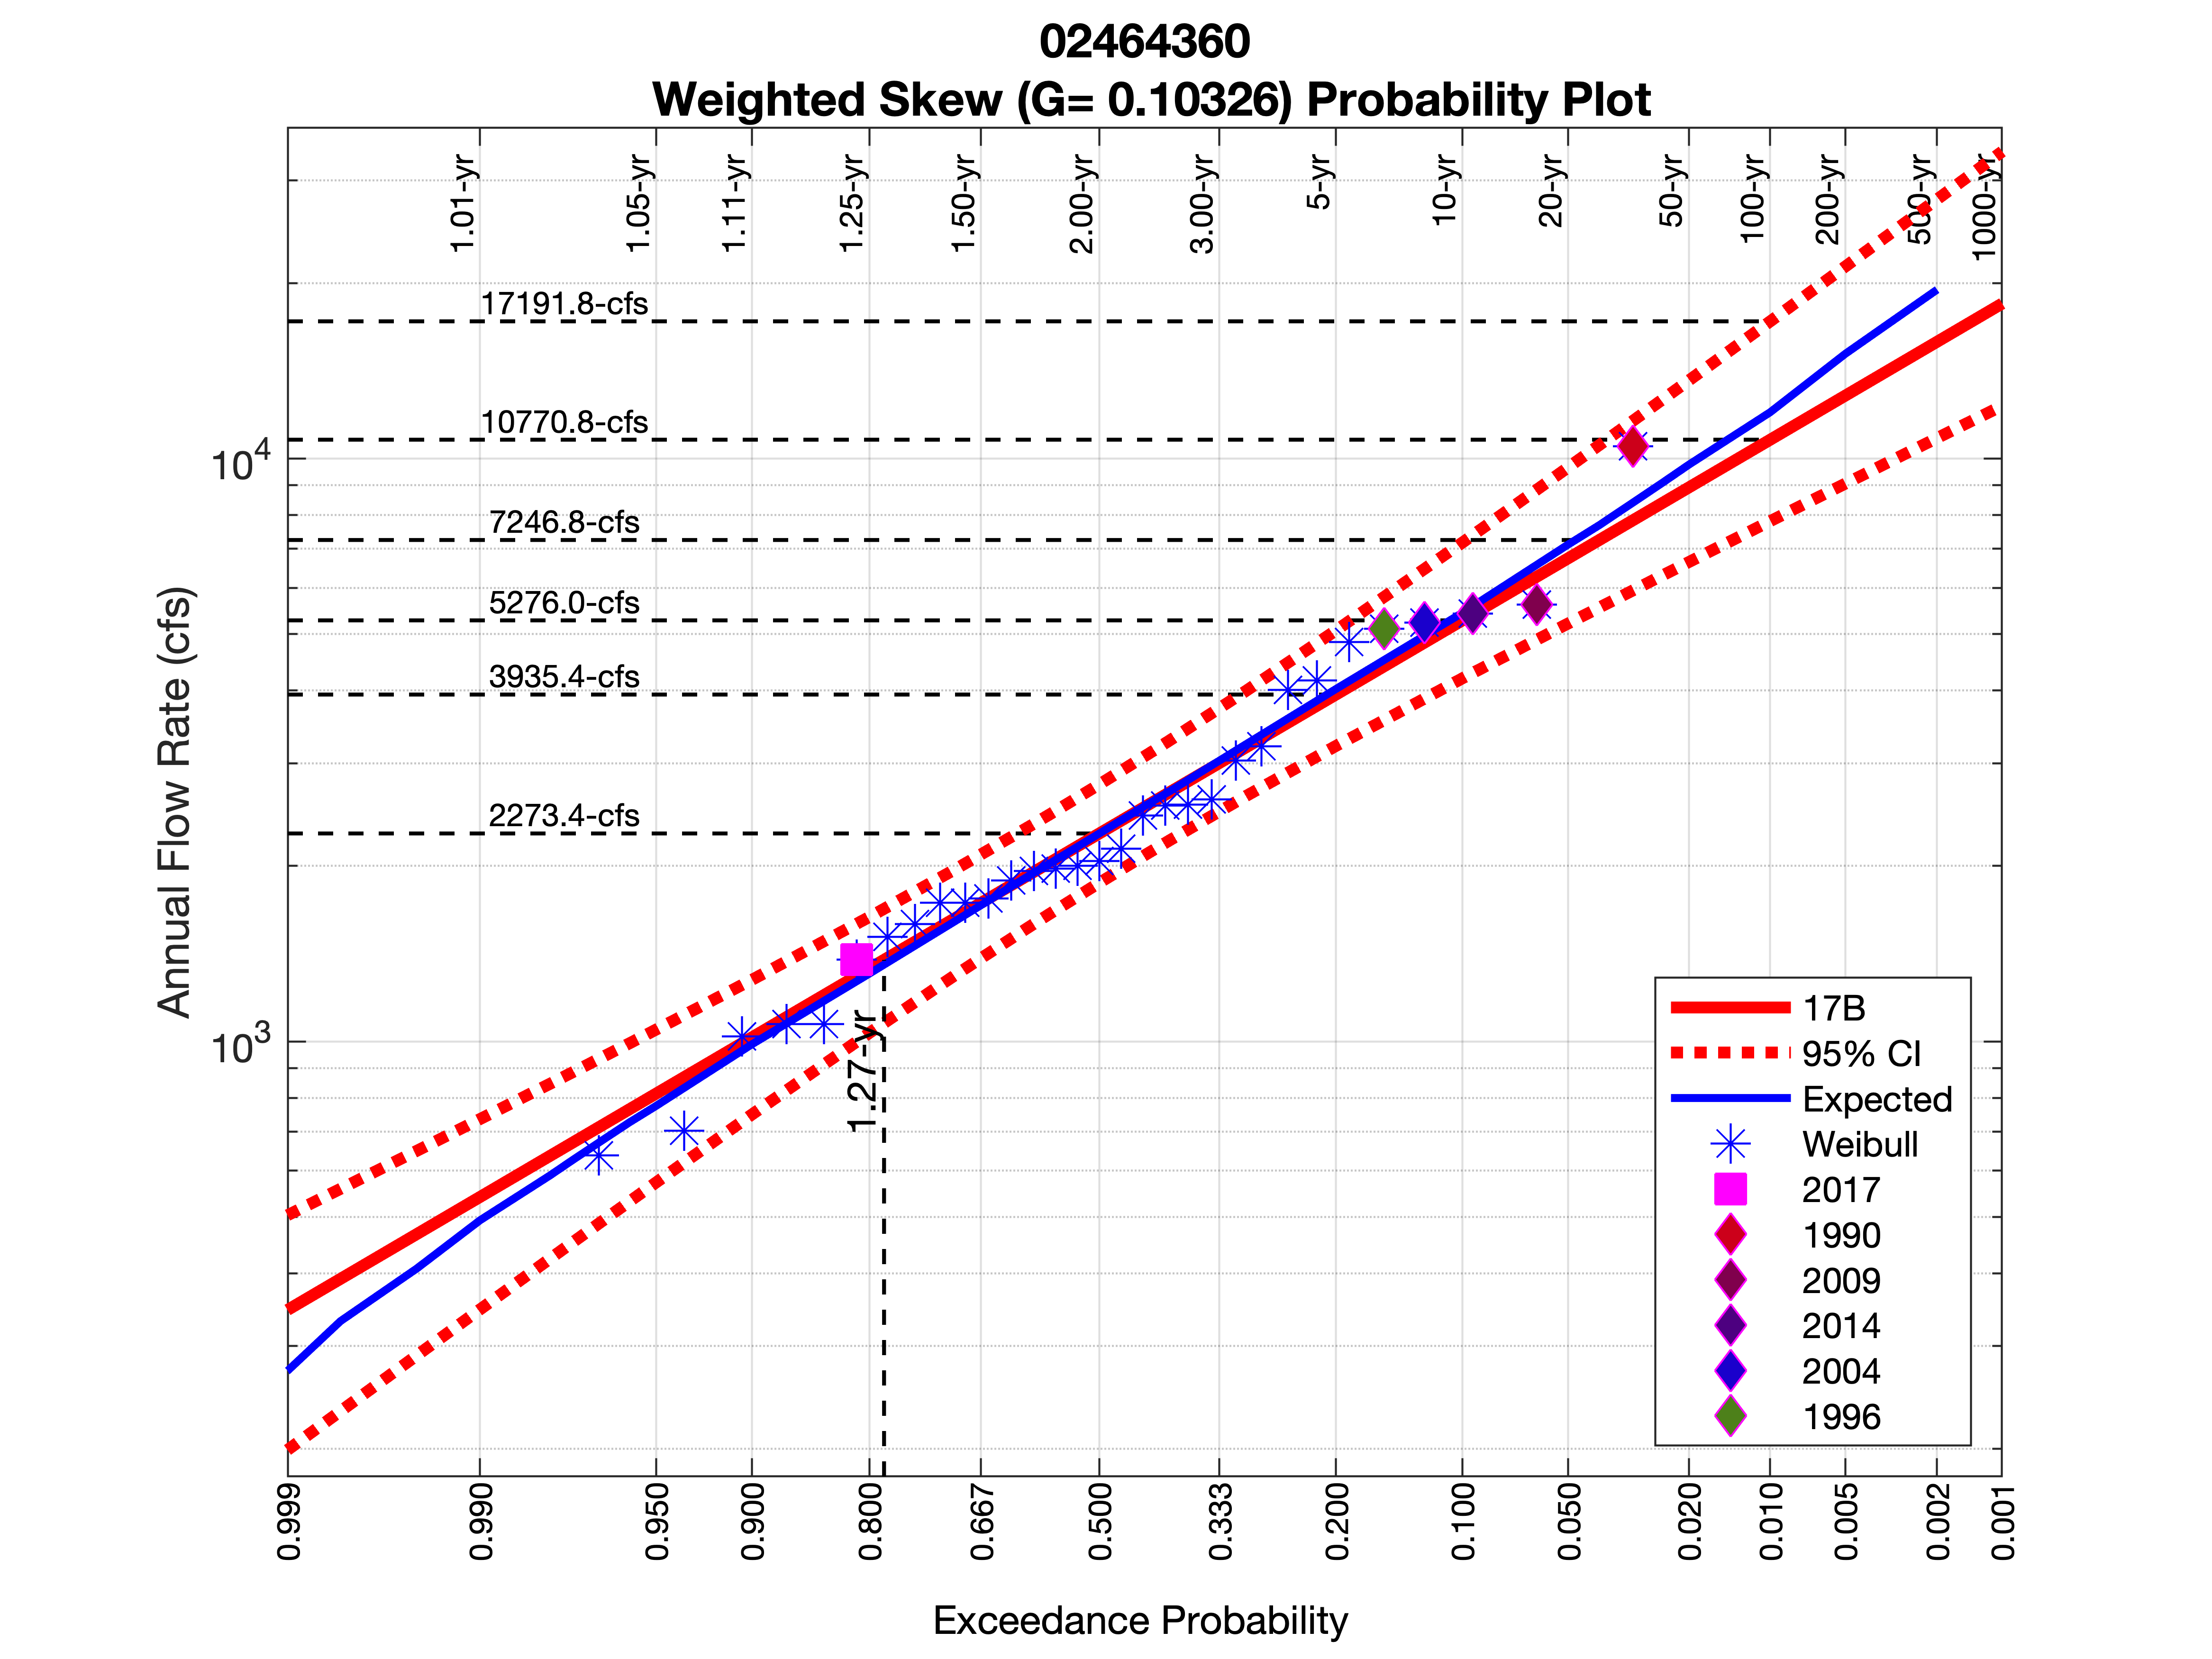 02464360
Weighted Skew (G= 0.10326) Probability Plot
1.01-yr
1.05-yr
1.11-yr
1.25-yr
1.50-yr
2.00-yr
3.00-yr
5-yr
10-yr
20-yr
50-yr
100-yr
200-yr
500-yr
1000-yr
17191.8-cfs
10770.8-cfs
7246.8-cfs
5276.0-cfs
3935.4-cfs
2273.4-cfs
1.27-yr
10⁴
10³
Annual Flow Rate (cfs)
17B
95% CI
Expected
Weibull
2017
1990
2009
2014
2004
1996
0.999
0.990
0.950
0.900
0.800
0.667
0.500
0.333
0.200
0.100
0.050
0.020
0.010
0.005
0.002
0.001
Exceedance Probability